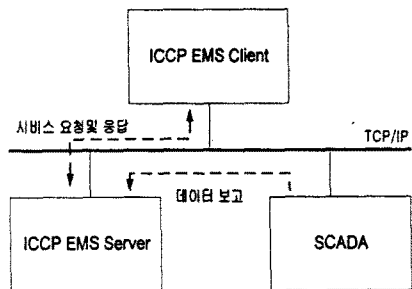 ICCP EMS Client
시비스 요청및 응답
TCP/IP
데이터 보고
ICCP EMS Server
SCADA